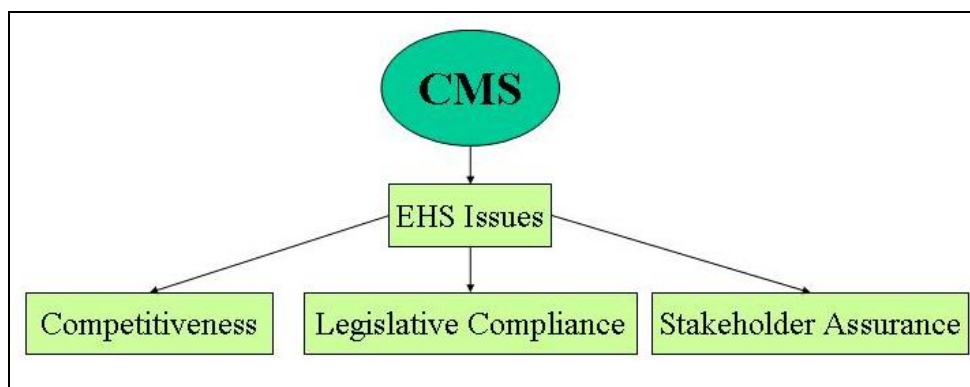 CMS
EHS Issues
Competitiveness
Legislative Compliance
Stakeholder Assurance